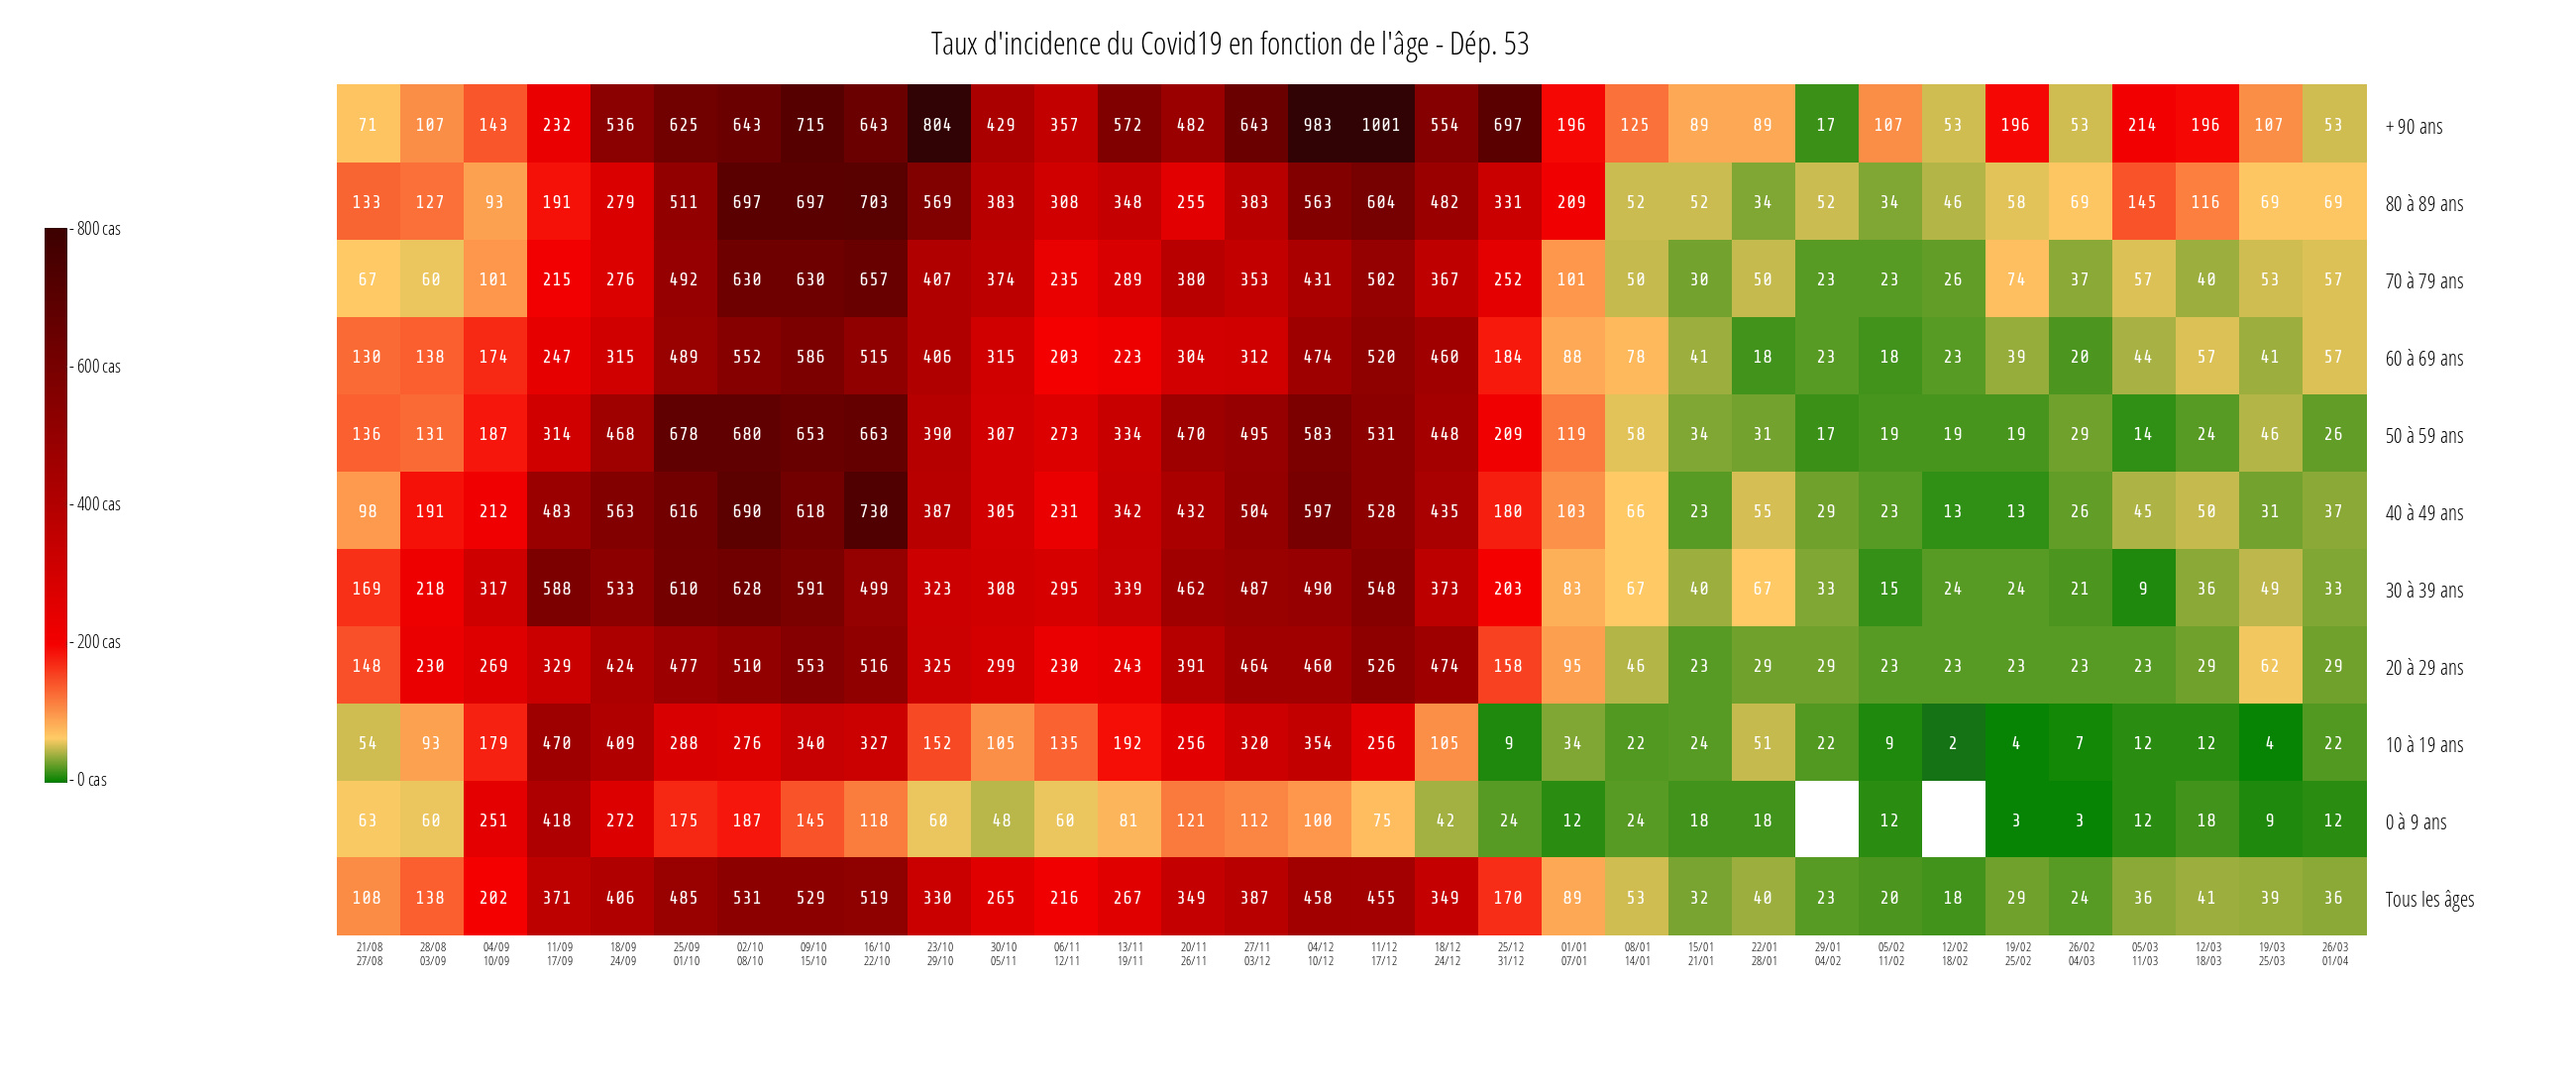 Taux d'incidence du Covid19 en fonction de l'âge - Dép. 53
- 800 cas
- 600 cas
- 400 cas
- 200 cas
- 0 cas
71 107 143 232 536 625 643 715 643 804 429 357 572 482 643 983 1001 554 697 196 125 89 89 17 107 53 196 53 214 196 107 53 + 90 ans
133 127 93 191 279 511 697 697 703 569 383 308 348 255 383 563 604 482 331 209 52 52 34 52 34 46 58 69 145 116 69 69 80 à 89 ans
67 60 101 215 276 492 630 630 657 407 374 235 289 380 353 431 502 367 252 101 50 30 50 23 23 26 74 37 57 40 53 57 70 à 79 ans
130 138 174 247 315 489 552 586 515 406 315 203 223 304 312 474 520 460 184 88 78 41 18 23 18 23 39 20 44 57 41 57 60 à 69 ans
136 131 187 314 468 678 680 653 663 390 307 273 334 470 495 583 531 448 209 119 58 34 31 17 19 19 19 29 14 24 46 26 50 à 59 ans
98 191 212 483 563 616 690 618 730 387 305 231 342 432 504 597 528 435 180 103 66 23 55 29 23 13 13 26 45 50 31 37 40 à 49 ans
169 218 317 588 533 610 628 591 499 323 308 295 339 462 487 490 548 373 203 83 67 40 67 33 15 24 24 21 9 36 49 33 30 à 39 ans
148 230 269 329 424 477 510 553 516 325 299 230 243 391 464 460 526 474 158 95 46 23 29 29 23 23 23 23 23 29 62 29 20 à 29 ans
54 93 179 470 409 288 276 340 327 152 105 135 192 256 320 354 256 105 9 34 22 24 51 22 9 2 4 7 12 12 4 22 10 à 19 ans
63 60 251 418 272 175 187 145 118 60 48 60 81 121 112 100 75 42 24 12 24 18 18 12 3 3 12 18 9 12 0 à 9 ans
108 138 202 371 406 485 531 529 519 330 265 216 267 349 387 458 455 349 170 89 53 32 40 23 20 18 29 24 36 41 39 36 Tous les âges
21/08 28/08 04/09 11/09 18/09 25/09 02/10 09/10 16/10 23/10 30/10 06/11 13/11 20/11 27/11 04/12 11/12 18/12 25/12 01/01 08/01 15/01 22/01 29/01 05/02 12/02 19/02 26/02 05/03 12/03 19/03 26/03
27/08 03/09 10/09 17/09 24/09 01/10 08/10 15/10 22/10 29/10 05/11 12/11 19/11 26/11 03/12 10/12 17/12 24/12 31/12 07/01 14/01 21/01 28/01 04/02 11/02 18/02 25/02 04/03 11/03 18/03 25/03 01/04